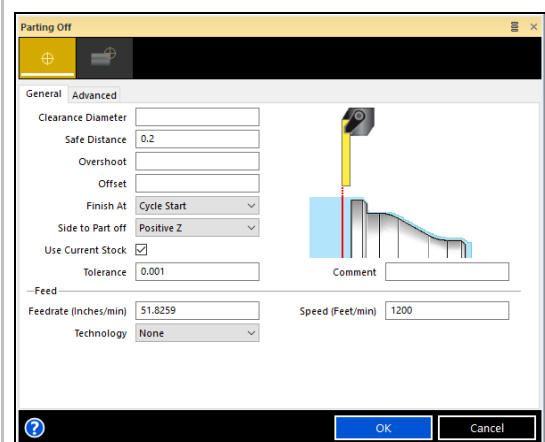 Parting Off
General Advanced
Clearance Diameter
Safe Distance 0.2
Overshoot
Offset
Finish At Cycle Start
Side to Part off Positive Z
Use Current Stock
Tolerance 0.001 Comment
Feed
Feedrate (Inches/min) 51.8259 Speed (Feet/min) 1200
Technology None
? OK Cancel